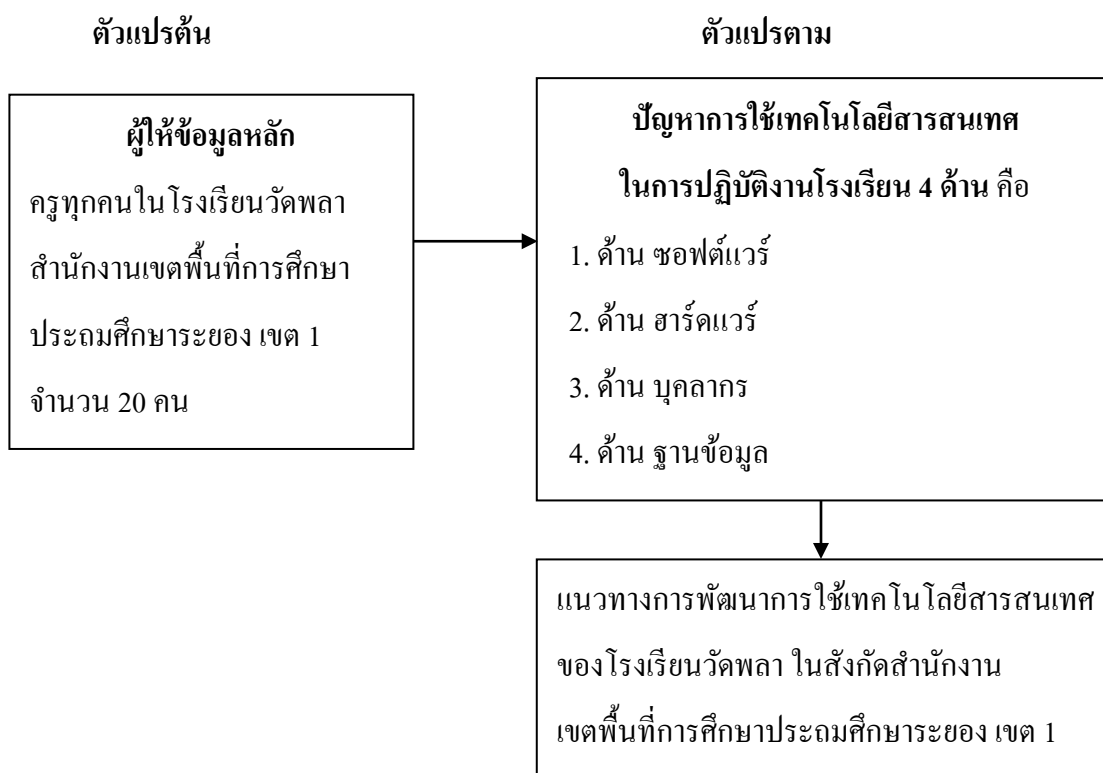 ตัวแปรต้น
ตัวแปรตาม
ผู้ให้ข้อมูลหลัก
ครูทุกคนในโรงเรียนวัดพลา
สำนักงานเขตพื้นที่การศึกษา
ประถมศึกษาระยอง เขต 1
จำนวน 20 คน
ปัญหาการใช้เทคโนโลยีสารสนเทศ
ในการปฏิบัติงานโรงเรียน 4 ด้าน คือ
1. ด้าน ซอฟต์แวร์
2. ด้าน ฮาร์ดแวร์
3. ด้าน บุคลากร
4. ด้าน ฐานข้อมูล
แนวทางการพัฒนาการใช้เทคโนโลยีสารสนเทศ
ของโรงเรียนวัดพลา ในสังกัดสำนักงาน
เขตพื้นที่การศึกษาประถมศึกษาระยอง เขต 1